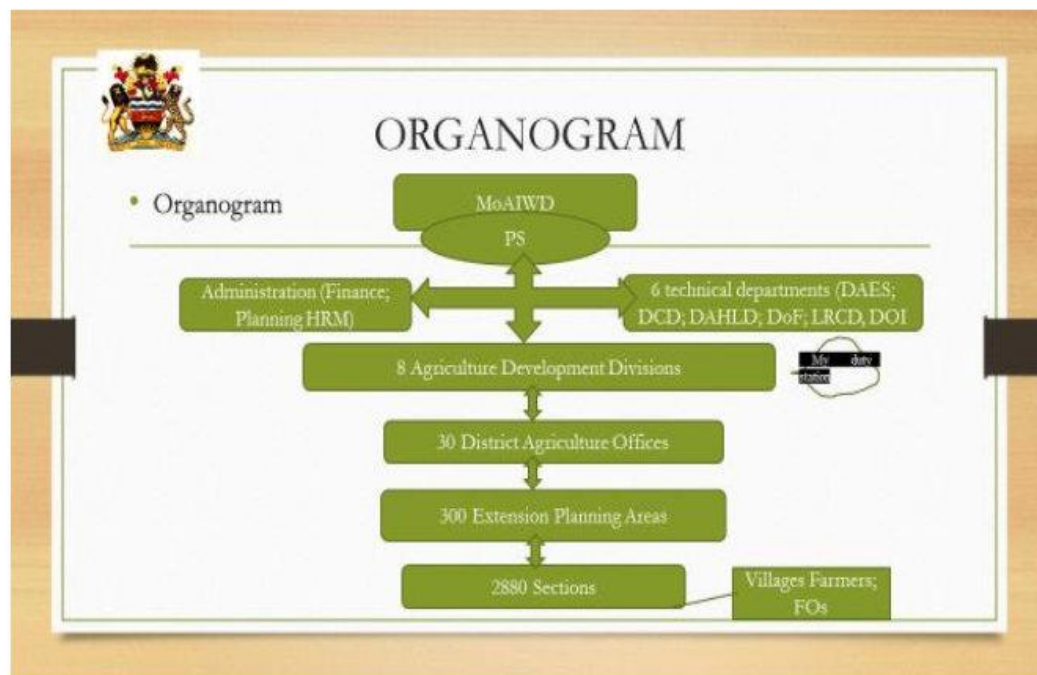 ORGANOGRAM
• Organogram
MoAIWD
PS
Administration (Finance;
Planning HRM)
6 technical departments (DAES;
DCD; DAHLD; DoF; LRCD, DOI
8 Agriculture Development Divisions
My duty
station
30 District Agriculture Offices
300 Extension Planning Areas
2880 Sections
Villages Farmers;
FOs